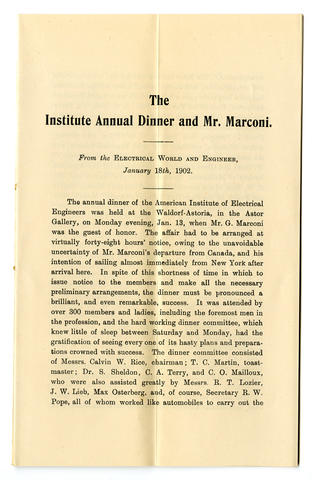 The
Institute Annual Dinner and Mr. Marconi.
From the ELECTRICAL WORLD AND ENGINEER,
January 18th, 1902.
The annual dinner of the American Institute of Electrical
Engineers was held at the Waldorf-Astoria, in the Astor
Gallery, on Monday evening, Jan. 13, when Mr. G. Marconi
was the guest of honor. The affair had to be arranged at
virtually forty-eight hours' notice, owing to the unavoidable
uncertainty of Mr. Marconi's departure from Canada, and his
intention of sailing almost immediately from New York after
arrival here. In spite of this shortness of time in which to
issue notice to the members and make all the necessary
preliminary arrangements, the dinner must be pronounced a
brilliant, and even remarkable, success. It was attended by
over 300 members and ladies, including the foremost men in
the profession, and the hard working dinner committee, which
knew little of sleep between Saturday and Monday, had the
gratification of seeing every one of its hasty plans and prepara-
tions crowned with success. The dinner committee consisted
of Messrs. Calvin W. Rice, chairman; T. C. Martin, toast-
master; Dr. S. Sheldon, C. A. Terry, and C. O. Mailloux,
who were also assisted greatly by Messrs. R. T. Lozier,
J. W. Lieb, Max Osterberg, and, of course, Secretary R. W.
Pope, all of whom worked like automobiles to carry out the